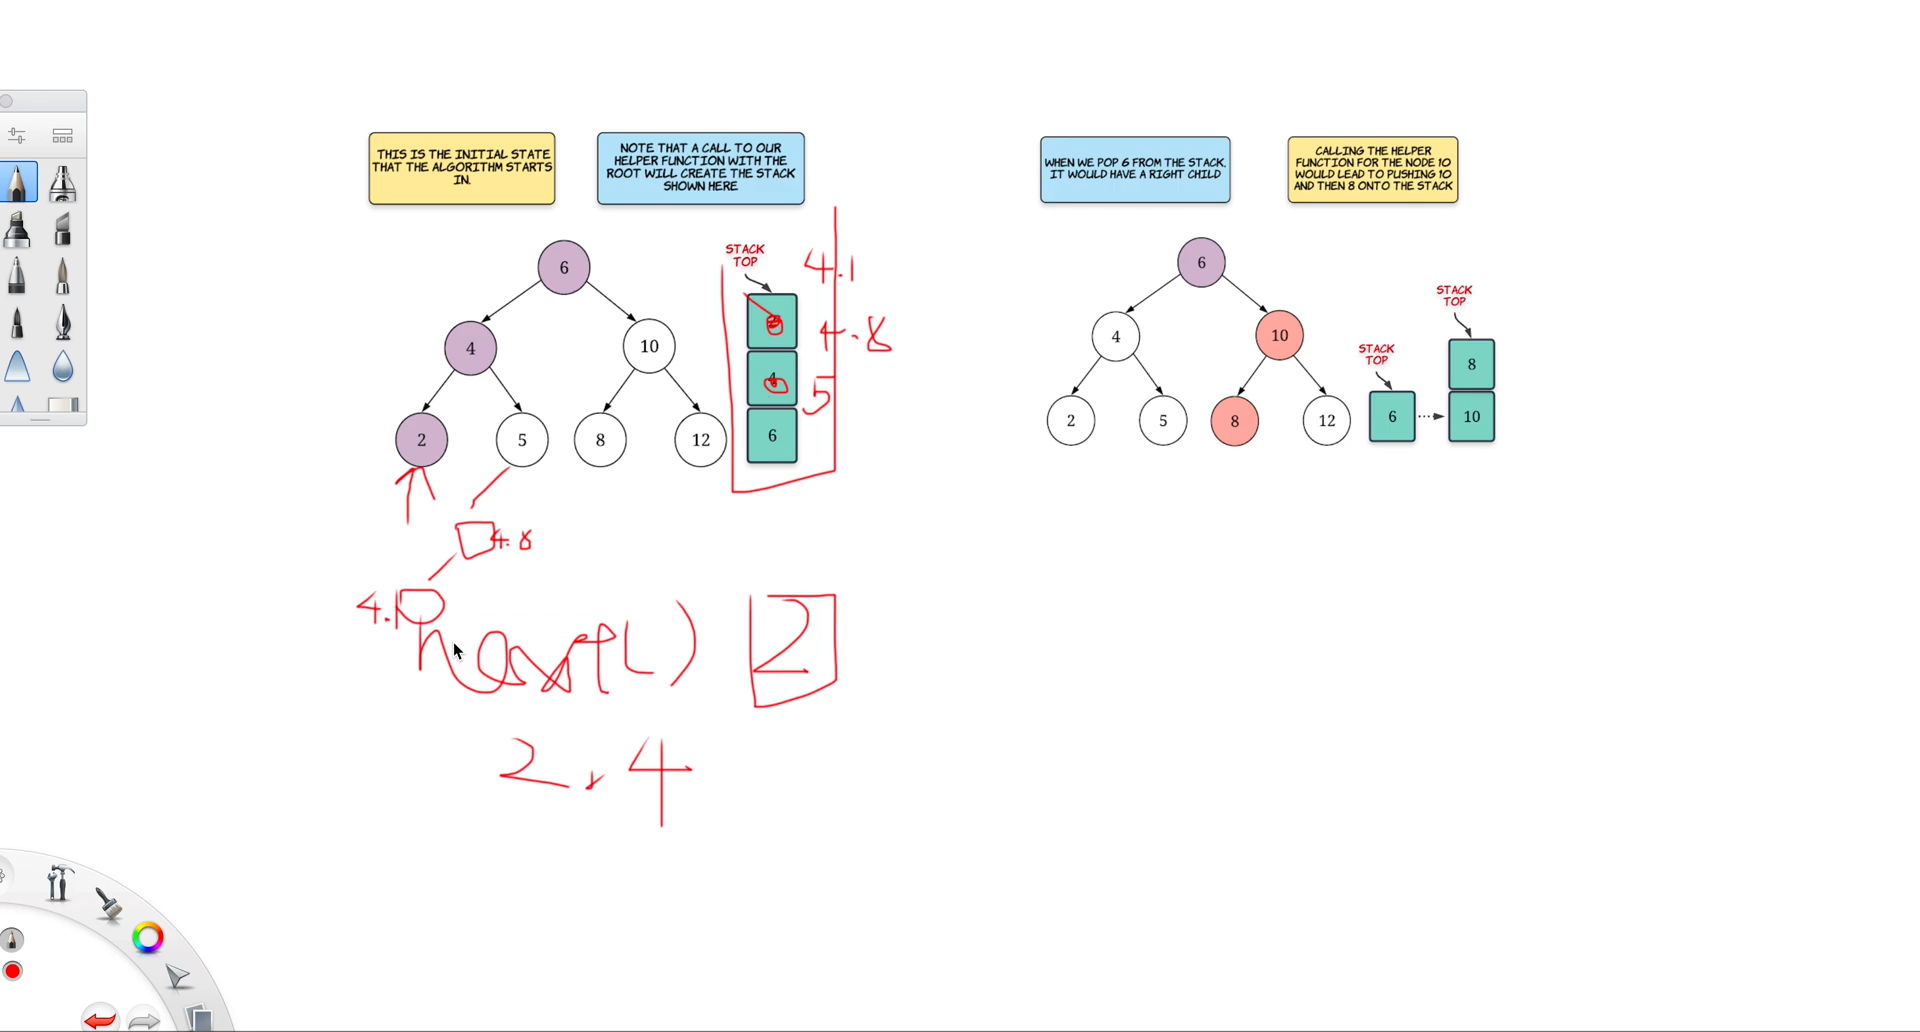 THIS IS THE INITIAL STATE
THAT THE ALGORITHM STARTS
IN.
NOTE THAT A CALL TO OUR
HELPER FUNCTION WITH THE
ROOT WILL CREATE THE STACK
SHOWN HERE
6
4
10
2
5
8
12
STACK
TOP
4.1
4.8
4
5
6
4.8
4.1
next()
2
2, 4
WHEN WE POP 6 FROM THE STACK.
IT WOULD HAVE A RIGHT CHILD
CALLING THE HELPER
FUNCTION FOR THE NODE 10
WOULD LEAD TO PUSHING 10
AND THEN 8 ONTO THE STACK
6
4
10
2
5
8
12
STACK
TOP
6
STACK
TOP
8
10